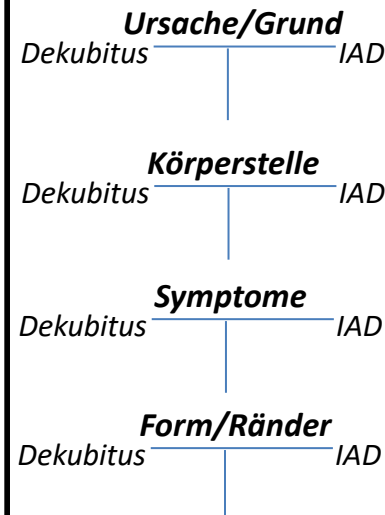 Ursache/Grund
Dekubitus IAD
Körperstelle
Dekubitus IAD
Symptome
Dekubitus IAD
Form/Ränder
Dekubitus IAD